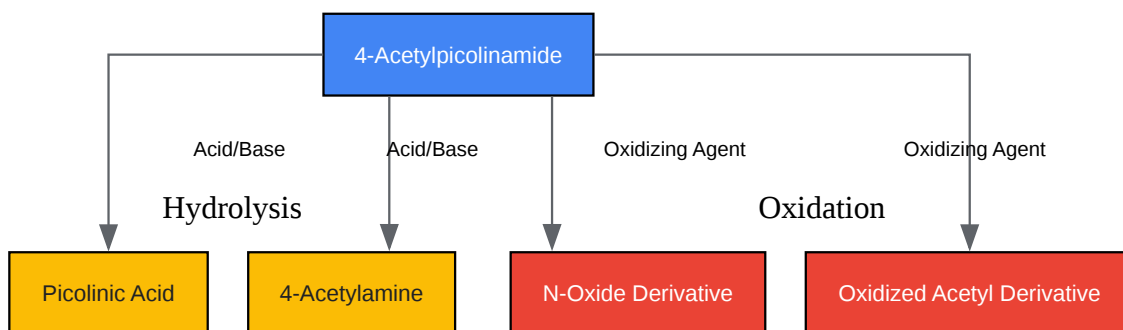 4-Acetylpicolinamide
Acid/Base
Acid/Base
Oxidizing Agent
Oxidizing Agent
Hydrolysis
Oxidation
Picolinic Acid
4-Acetylamine
N-Oxide Derivative
Oxidized Acetyl Derivative